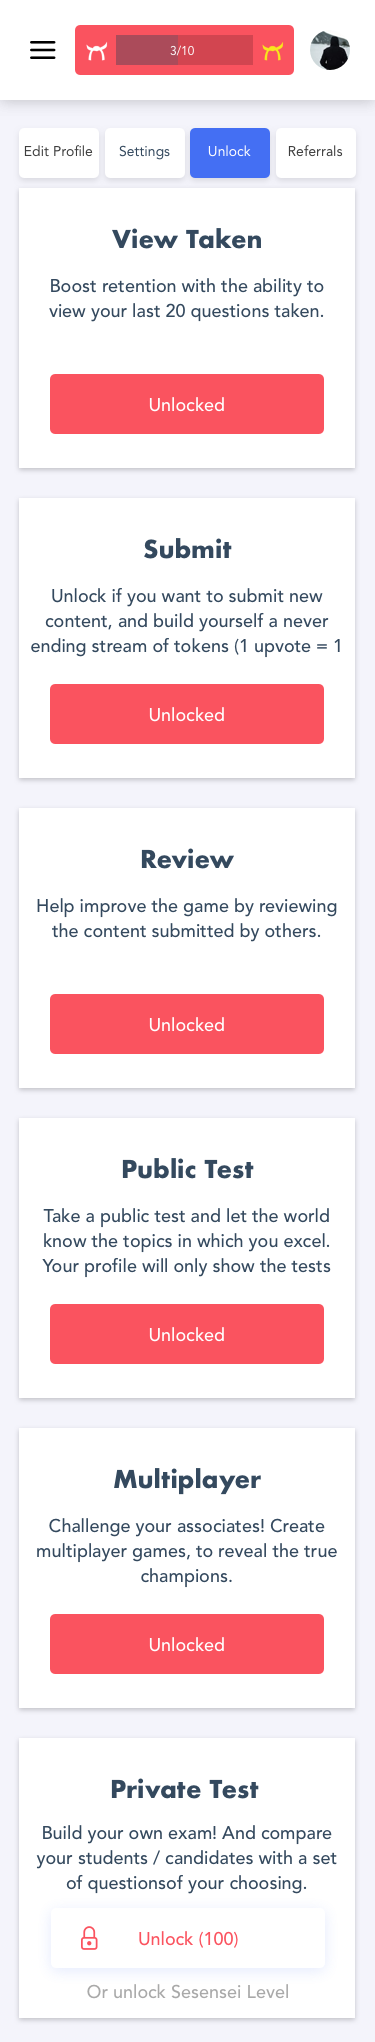 3/10
Edit Profile
Settings
Unlock
Referrals
View Taken
Boost retention with the ability to
view your last 20 questions taken.
Unlocked
Submit
Unlock if you want to submit new
content, and build yourself a never
ending stream of tokens (1 upvote = 1
Unlocked
Review
Help improve the game by reviewing
the content submitted by others.
Unlocked
Public Test
Take a public test and let the world
know the topics in which you excel.
Your profile will only show the tests
Unlocked
Multiplayer
Challenge your associates! Create
multiplayer games, to reveal the true
champions.
Unlocked
Private Test
Build your own exam! And compare
your students / candidates with a set
of questionsof your choosing.
Unlock (100)
Or unlock Sesensei Level